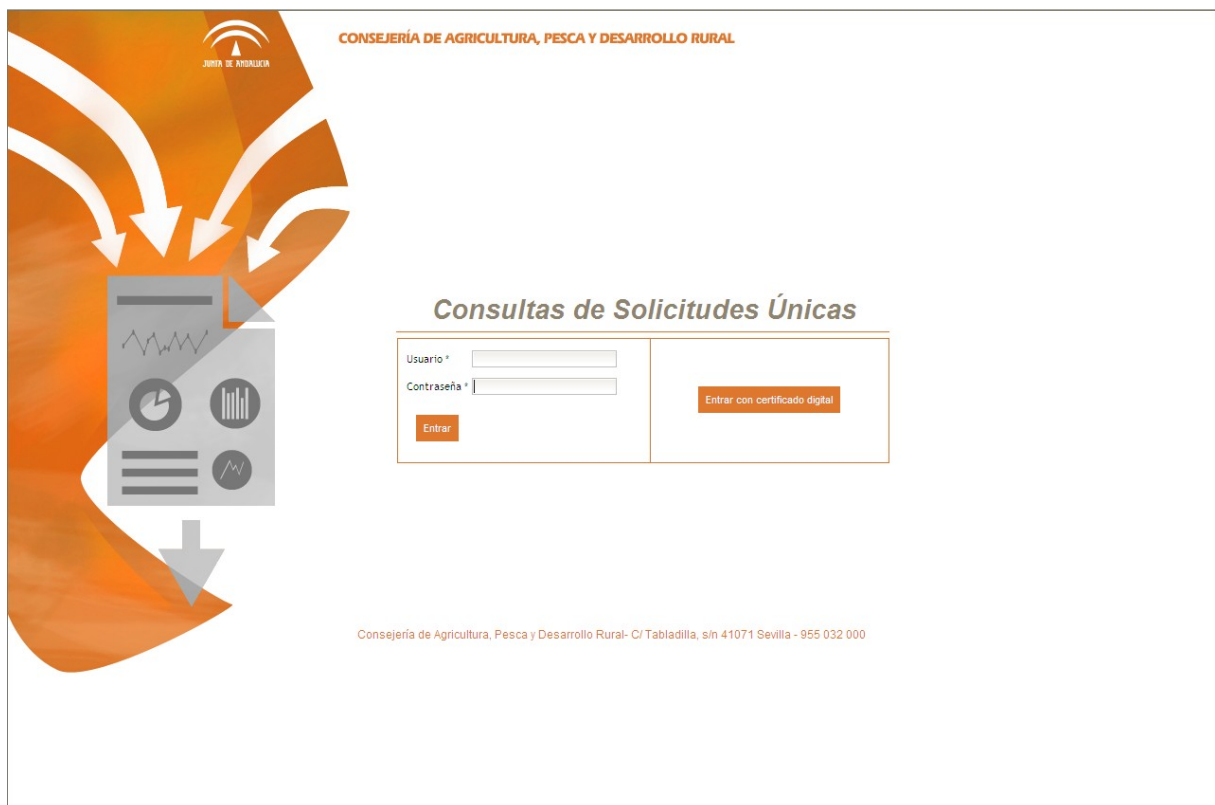 JUNTA DE ANDALUCIA
CONSEJERÍA DE AGRICULTURA, PESCA Y DESARROLLO RURAL
Consultas de Solicitudes Únicas
Usuario *
Contraseña *
Entrar
Entrar con certificado digital
Consejería de Agricultura, Pesca y Desarrollo Rural- C/ Tabladilla, s/n 41071 Sevilla - 955 032 000